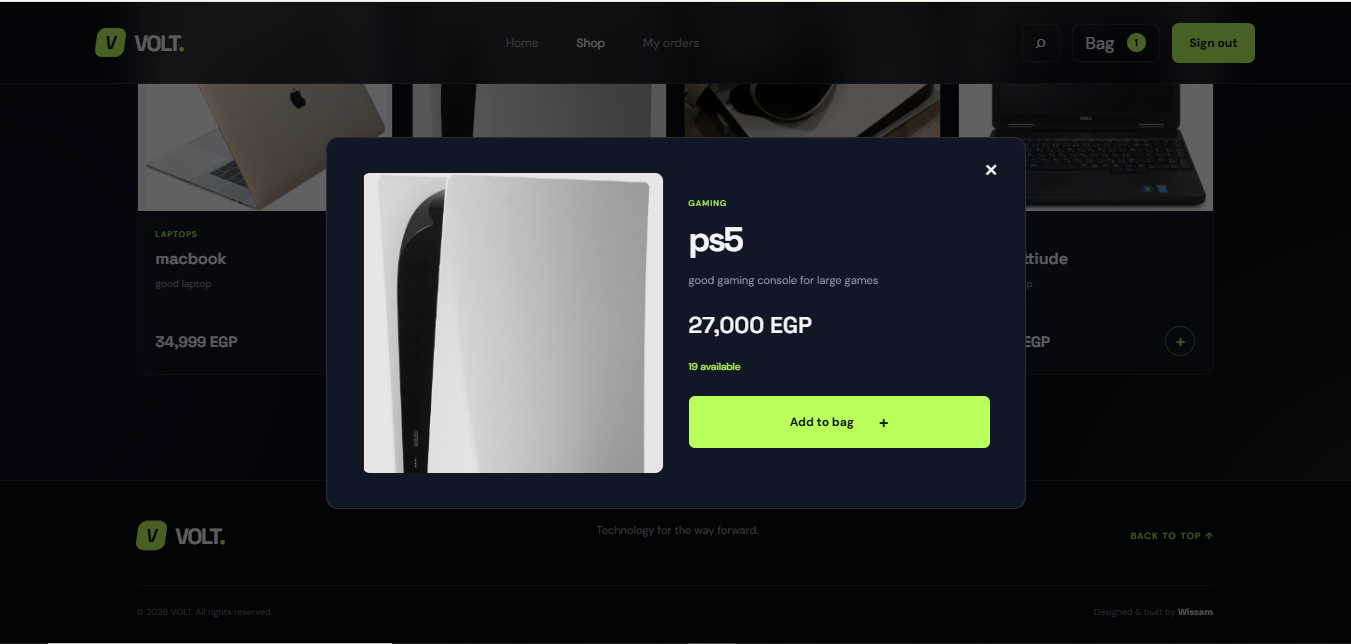 V VOLT.
Home
Shop
My orders
Bag 1
Sign out
DELL
×
GAMING
ps5
good gaming console for large games
27,000 EGP
19 available
Add to bag +
LAPTOPS
macbook
good laptop
34,999 EGP
EGP
+
V VOLT.
Technology for the way forward.
BACK TO TOP ↑
© 2026 VOLT. All rights reserved.
Designed & built by Wissam